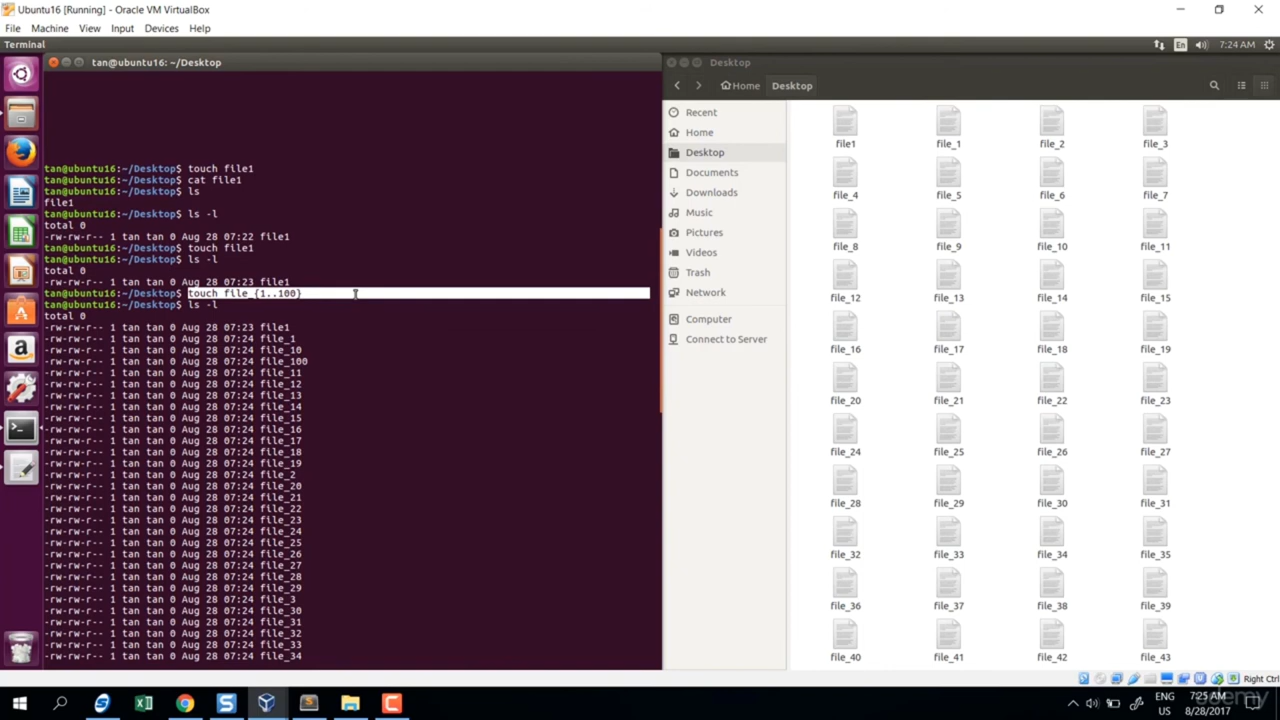 Ubuntu16 [Running] - Oracle VM VirtualBox
File Machine View Input Devices Help
Terminal
En
7:24 AM
tan@ubuntu16: ~/Desktop
tan@ubuntu16:~/Desktop$ touch file1
tan@ubuntu16:~/Desktop$ cat file1
tan@ubuntu16:~/Desktop$ ls
file1
tan@ubuntu16:~/Desktop$ ls -l
total 0
-rw-rw-r-- 1 tan tan 0 Aug 28 07:22 file1
tan@ubuntu16:~/Desktop$ touch file1
tan@ubuntu16:~/Desktop$ ls -l
total 0
-rw-rw-r-- 1 tan tan 0 Aug 28 07:23 file1
tan@ubuntu16:~/Desktop$ touch file_{1..100}
tan@ubuntu16:~/Desktop$ ls -l
total 0
-rw-rw-r-- 1 tan tan 0 Aug 28 07:23 file1
-rw-rw-r-- 1 tan tan 0 Aug 28 07:24 file_1
-rw-rw-r-- 1 tan tan 0 Aug 28 07:24 file_10
-rw-rw-r-- 1 tan tan 0 Aug 28 07:24 file_100
-rw-rw-r-- 1 tan tan 0 Aug 28 07:24 file_11
-rw-rw-r-- 1 tan tan 0 Aug 28 07:24 file_12
-rw-rw-r-- 1 tan tan 0 Aug 28 07:24 file_13
-rw-rw-r-- 1 tan tan 0 Aug 28 07:24 file_14
-rw-rw-r-- 1 tan tan 0 Aug 28 07:24 file_15
-rw-rw-r-- 1 tan tan 0 Aug 28 07:24 file_16
-rw-rw-r-- 1 tan tan 0 Aug 28 07:24 file_17
-rw-rw-r-- 1 tan tan 0 Aug 28 07:24 file_18
-rw-rw-r-- 1 tan tan 0 Aug 28 07:24 file_19
-rw-rw-r-- 1 tan tan 0 Aug 28 07:24 file_2
-rw-rw-r-- 1 tan tan 0 Aug 28 07:24 file_20
-rw-rw-r-- 1 tan tan 0 Aug 28 07:24 file_21
-rw-rw-r-- 1 tan tan 0 Aug 28 07:24 file_22
-rw-rw-r-- 1 tan tan 0 Aug 28 07:24 file_23
-rw-rw-r-- 1 tan tan 0 Aug 28 07:24 file_24
-rw-rw-r-- 1 tan tan 0 Aug 28 07:24 file_25
-rw-rw-r-- 1 tan tan 0 Aug 28 07:24 file_26
-rw-rw-r-- 1 tan tan 0 Aug 28 07:24 file_27
-rw-rw-r-- 1 tan tan 0 Aug 28 07:24 file_28
-rw-rw-r-- 1 tan tan 0 Aug 28 07:24 file_29
-rw-rw-r-- 1 tan tan 0 Aug 28 07:24 file_3
-rw-rw-r-- 1 tan tan 0 Aug 28 07:24 file_30
-rw-rw-r-- 1 tan tan 0 Aug 28 07:24 file_31
-rw-rw-r-- 1 tan tan 0 Aug 28 07:24 file_32
-rw-rw-r-- 1 tan tan 0 Aug 28 07:24 file_33
-rw-rw-r-- 1 tan tan 0 Aug 28 07:24 file_34
Desktop
Home Desktop
Recent
Home
Desktop
Documents
Downloads
Music
Pictures
Videos
Trash
Network
Computer
Connect to Server
file1 file_1 file_2 file_3
file_4 file_5 file_6 file_7
file_8 file_9 file_10 file_11
file_12 file_13 file_14 file_15
file_16 file_17 file_18 file_19
file_20 file_21 file_22 file_23
file_24 file_25 file_26 file_27
file_28 file_29 file_30 file_31
file_32 file_33 file_34 file_35
file_36 file_37 file_38 file_39
file_40 file_41 file_42 file_43
Right Ctrl
ENG 7:25 AM
US 8/28/2017
udemy